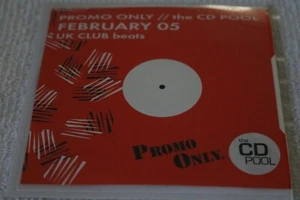 PROMO ONLY // the CD POOL
FEBRUARY 05
UK CLUB beats
PROMO
ONLY.
the
CD
POOL